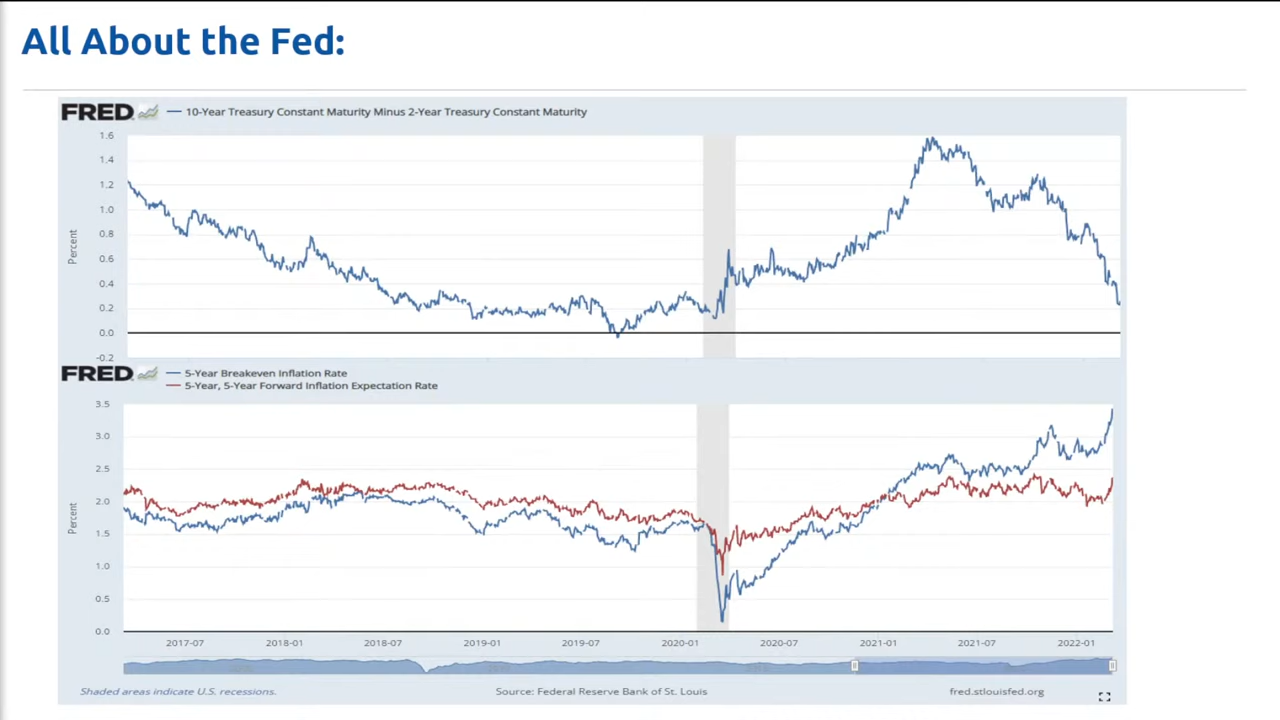 All About the Fed:
FRED
10-Year Treasury Constant Maturity Minus 2-Year Treasury Constant Maturity
1.6
1.4
1.2
1.0
0.8
0.6
0.4
0.2
0.0
-0.2
Percent
FRED
5-Year Breakeven Inflation Rate
5-Year, 5-Year Forward Inflation Expectation Rate
3.5
3.0
2.5
2.0
1.5
1.0
0.5
0.0
Percent
2017-07 2018-01 2018-07 2019-01 2019-07 2020-01 2020-07 2021-01 2021-07 2022-01
Shaded areas indicate U.S. recessions. Source: Federal Reserve Bank of St. Louis fred.stlouisfed.org